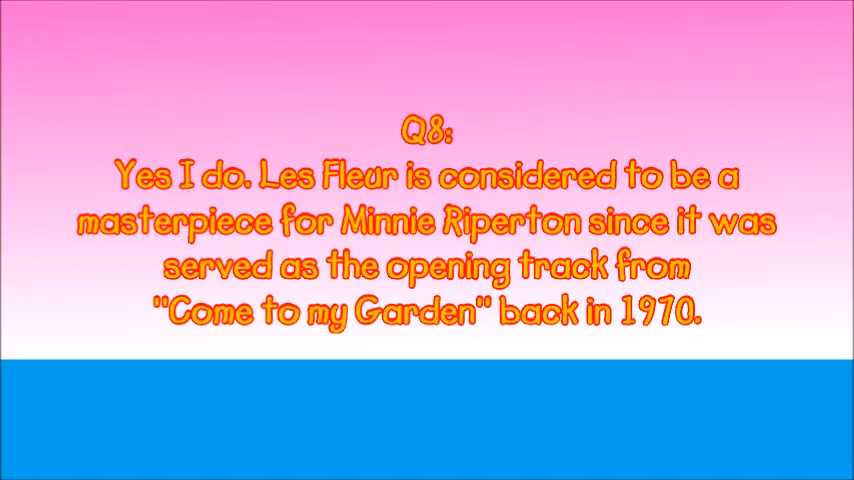 Q8:
Yes I do. Les Fleur is considered to be a
masterpiece for Minnie Riperton since it was
served as the opening track from
"Come to my Garden" back in 1970.